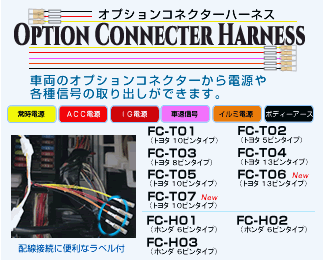 オプションコネクターハーネス
OPTION CONNECTER HARNESS
車両のオプションコネクターから電源や
各種信号の取り出しができます。
常時電源 ACC電源 IG電源 車速信号 イルミ電源 ボディーアース
FC-T01 FC-T02
(トヨタ 10ピンタイプ) (トヨタ 5ピンタイプ)
FC-T03 FC-T04
(トヨタ 8ピンタイプ) (トヨタ 13ピンタイプ)
FC-T05 FC-T06 New
(トヨタ 10ピンタイプ) (トヨタ 13ピンタイプ)
FC-T07 New
(トヨタ 10ピンタイプ)
FC-H01 FC-H02
(ホンダ 6ピンタイプ) (ホンダ 6ピンタイプ)
FC-H03
(ホンダ 6ピンタイプ)
配線接続に便利なラベル付